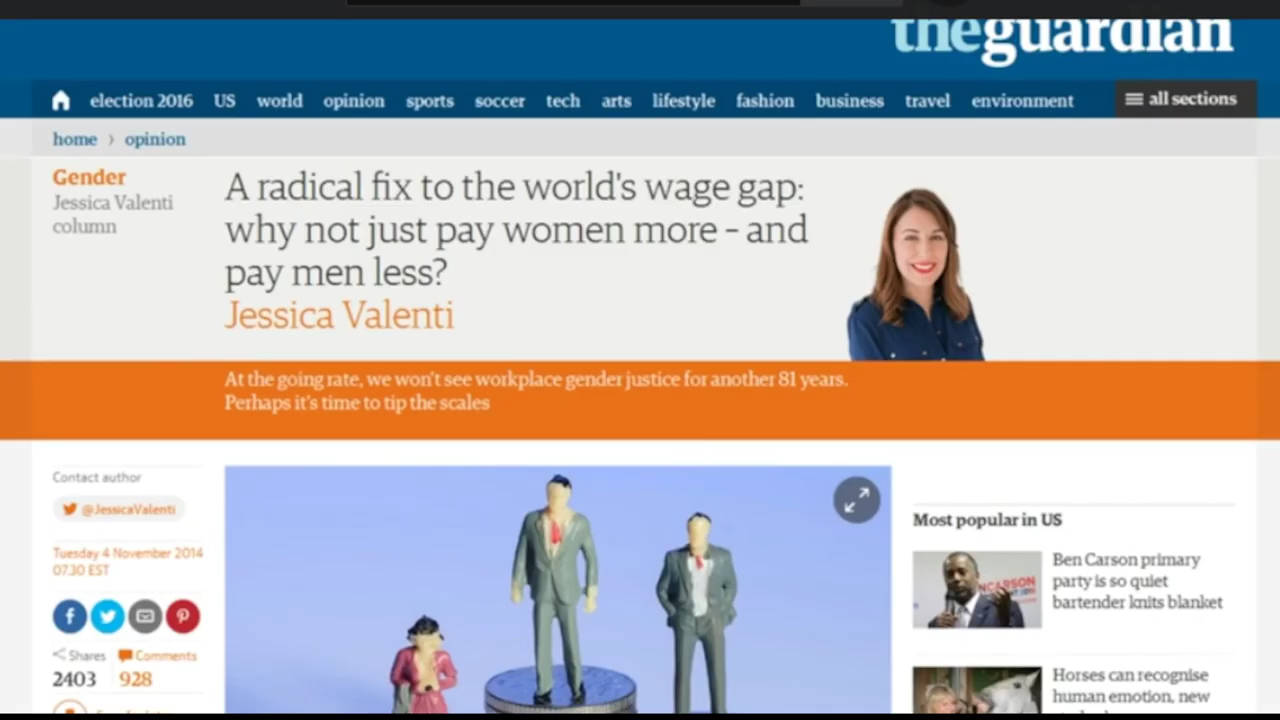 theguardian
election 2016 US world opinion sports soccer tech arts lifestyle fashion business travel environment all sections
home › opinion
Gender
Jessica Valenti
column
A radical fix to the world's wage gap:
why not just pay women more – and
pay men less?
Jessica Valenti
At the going rate, we won't see workplace gender justice for another 81 years.
Perhaps it's time to tip the scales
Contact author
@JessicaValenti
Tuesday 4 November 2014
07.30 EST
Shares
2403
Comments
928
Most popular in US
Ben Carson primary
party is so quiet
bartender knits blanket
Horses can recognise
human emotion, new